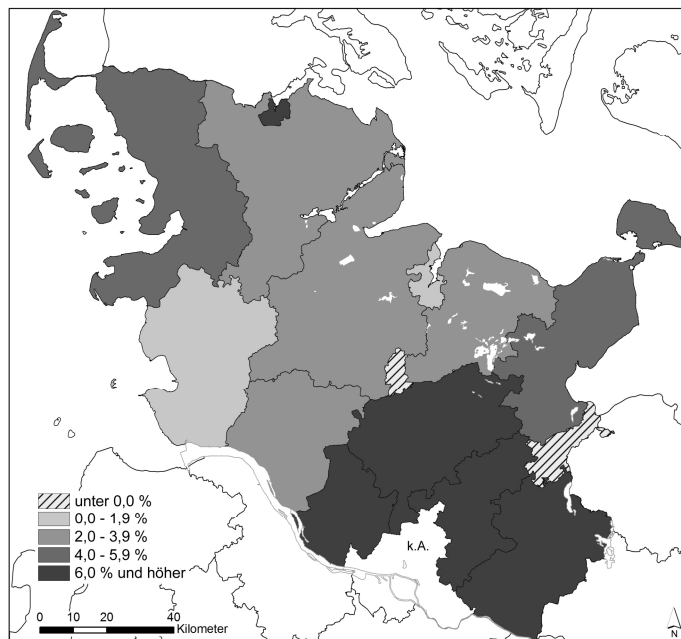 k.A.
unter 0,0 %
0,0 - 1,9 %
2,0 - 3,9 %
4,0 - 5,9 %
6,0 % und höher
0 10 20 40
Kilometer
N